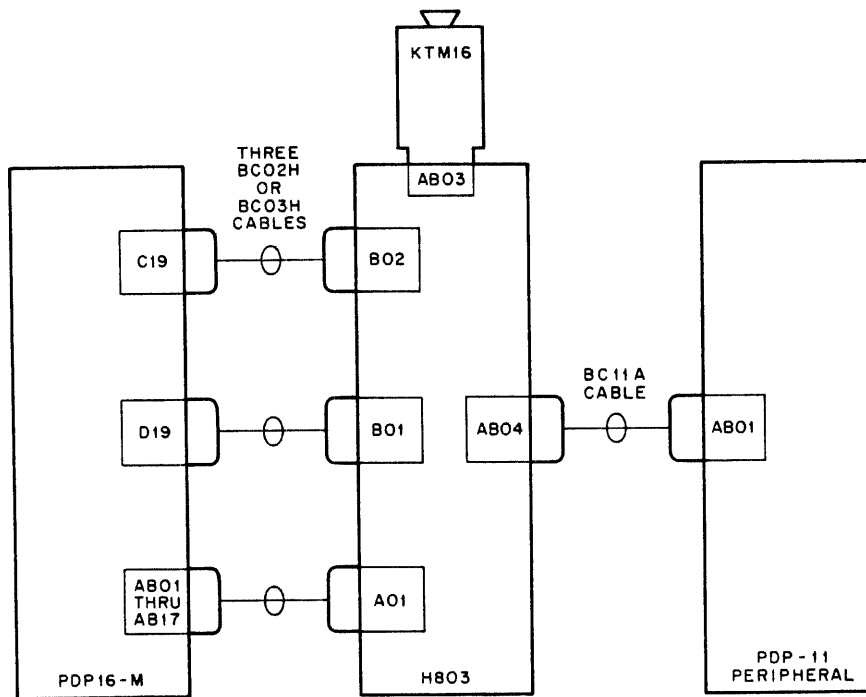 KTM16
AB03
THREE
BC02H
OR
BC03H
CABLES
C19
B02
BC11A
CABLE
D19
B01
AB04
AB01
AB01
THRU
AB17
A01
PDP16-M
H803
PDP-11
PERIPHERAL